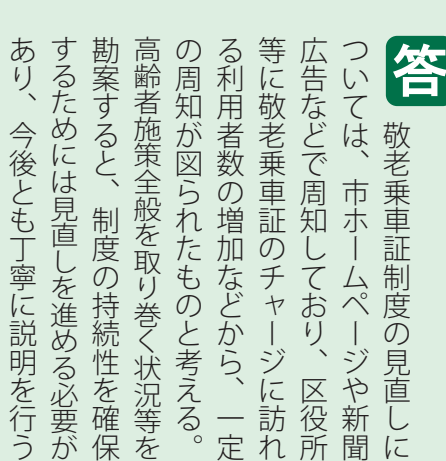 答
敬老乗車証制度の見直しに
ついては、市ホームページや新聞
広告などで周知しており、区役所
等に敬老乗車証のチャージに訪れ
る利用者数の増加などから、一定
の周知が図られたものと考える。
高齢者施策全般を取り巻く状況等を
勘案すると、制度の持続性を確保
するためには見直しを進める必要が
あり、今後とも丁寧に説明を行う